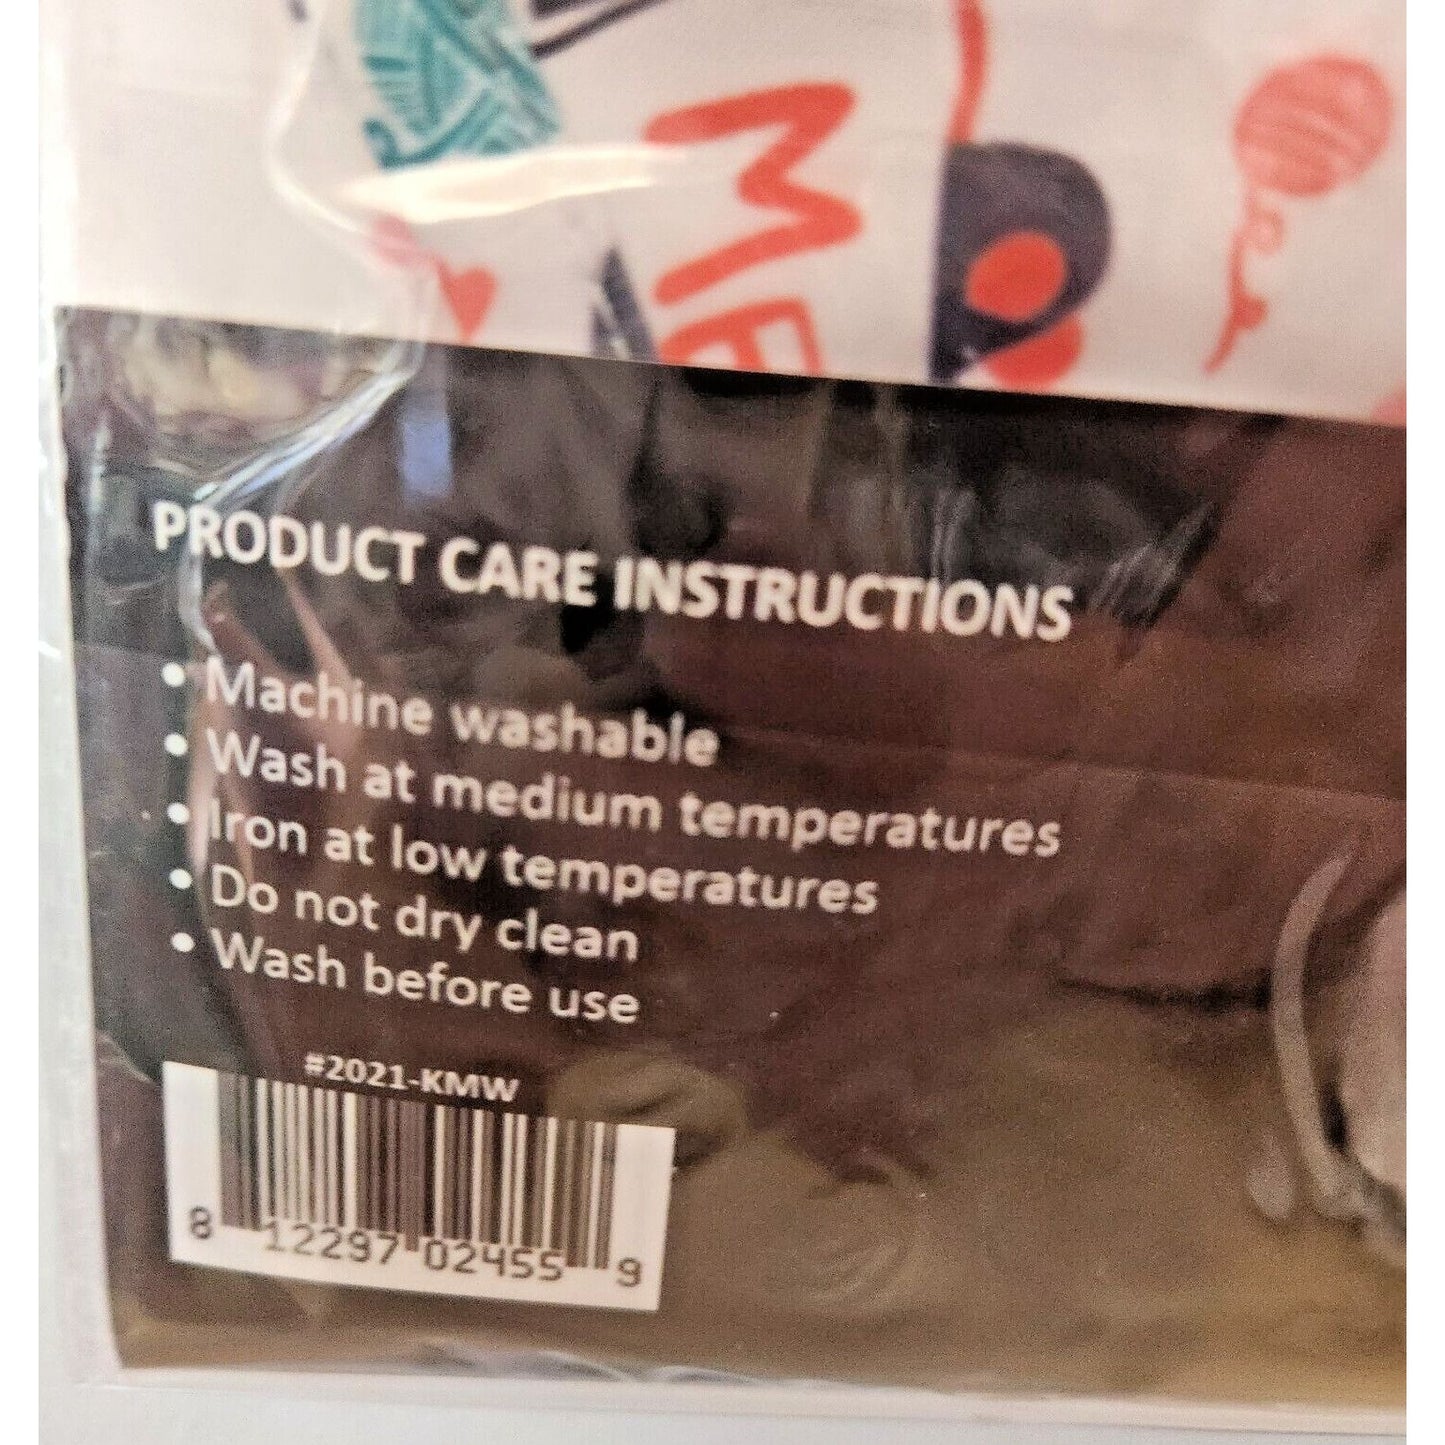 ME
PRODUCT CARE INSTRUCTIONS
• Machine washable
• Wash at medium temperatures
• Iron at low temperatures
• Do not dry clean
• Wash before use
#2021-KMW
8 12297 02455 9